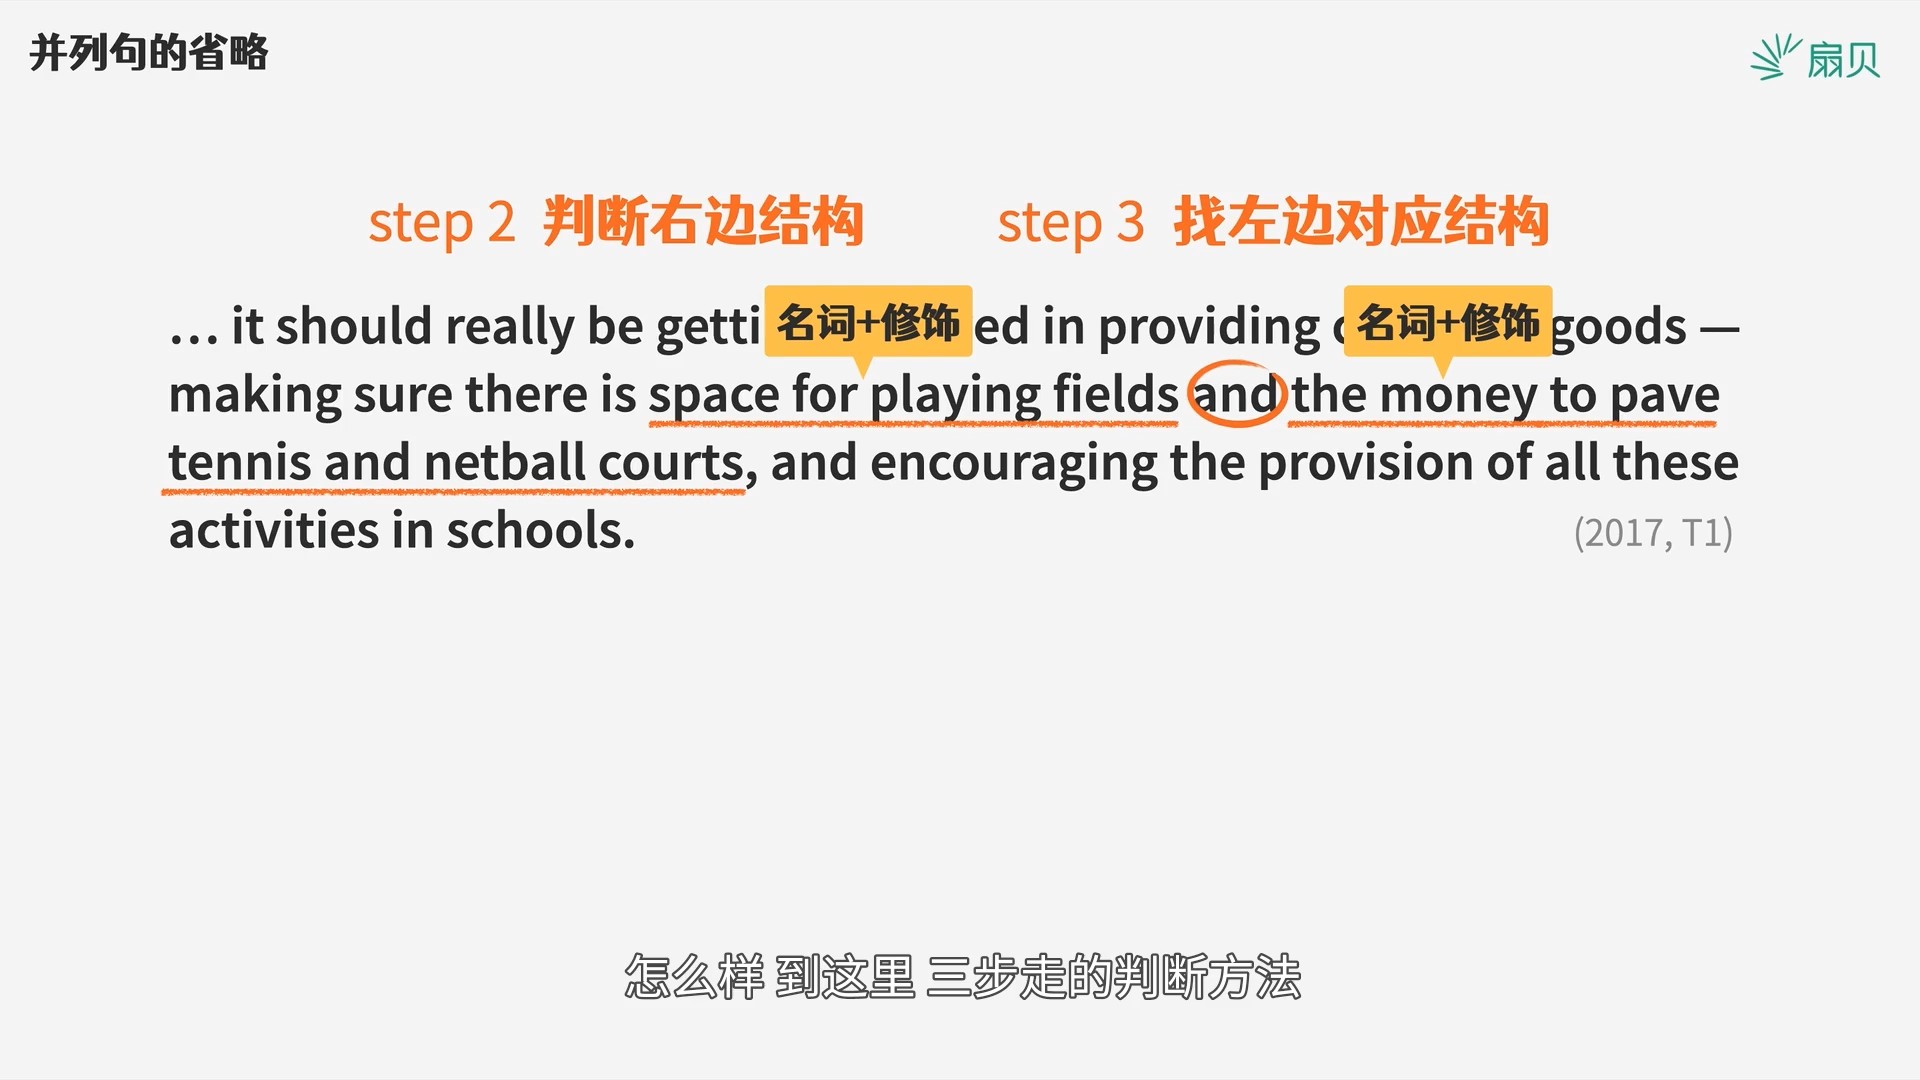 并列句的省略
扇贝
step 2 判断右边结构 step 3 找左边对应结构
名词+修饰 名词+修饰
… it should really be getti ed in providing goods —
making sure there is space for playing fields and the money to pave
tennis and netball courts, and encouraging the provision of all these
activities in schools.
(2017, T1)
怎么样 到这里 三步走的判断方法